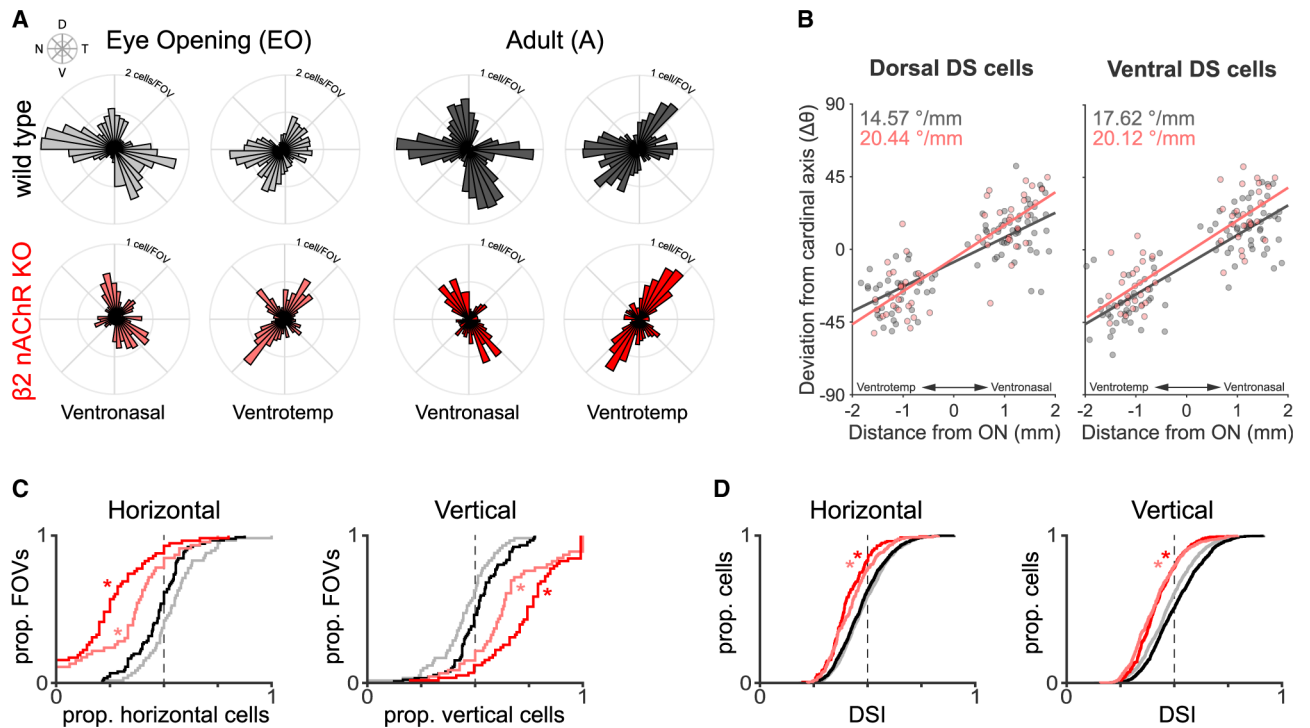 A
D
N
T
V
Eye Opening (EO)
Adult (A)
wild type
2 cells/FOV
2 cells/FOV
1 cell/FOV
1 cell/FOV
β2 nAChR KO
1 cell/FOV
1 cell/FOV
1 cell/FOV
1 cell/FOV
Ventronasal
Ventrotemp
Ventronasal
Ventrotemp
B
Dorsal DS cells
Ventral DS cells
Deviation from cardinal axis (Δθ)
90
45
0
-45
-90
14.57 °/mm
20.44 °/mm
17.62 °/mm
20.12 °/mm
Ventrotemp
Ventronasal
Ventrotemp
Ventronasal
-2
-1
0
1
2
-2
-1
0
1
2
Distance from ON (mm)
Distance from ON (mm)
C
Horizontal
prop. FOVs
1
0
*
*
0
1
prop. horizontal cells
Vertical
prop. FOVs
1
0
*
*
0
1
prop. vertical cells
D
Horizontal
prop. cells
1
0
*
*
0
1
DSI
Vertical
prop. cells
1
0
*
*
0
1
DSI